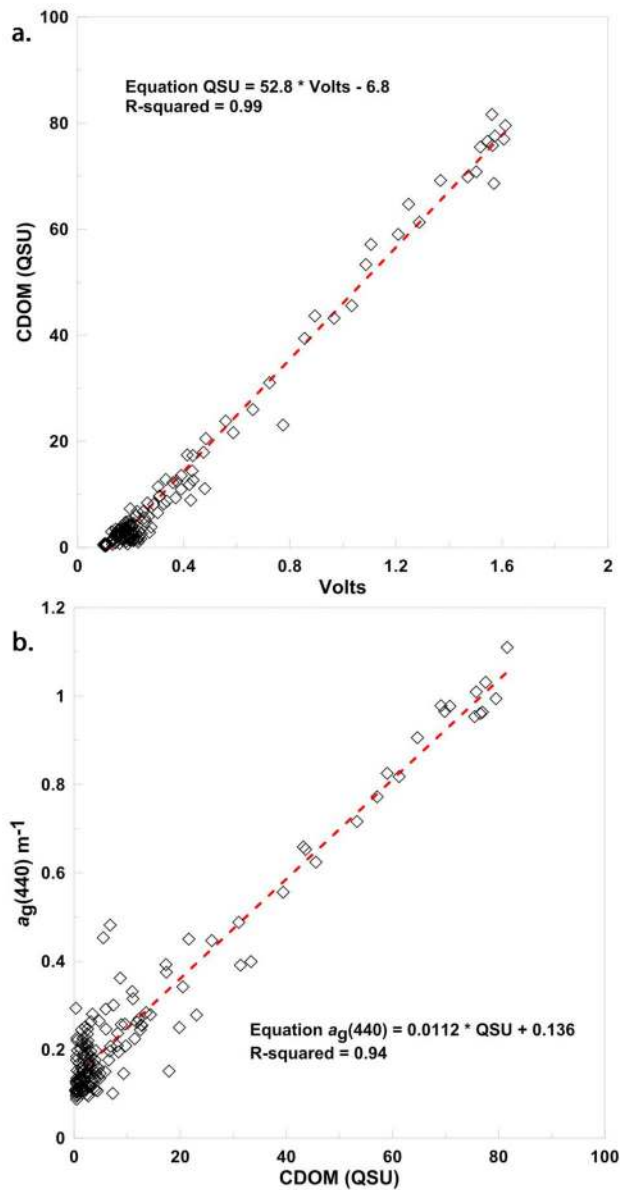 a.
100
80
60
40
20
0
CDOM (QSU)
Equation QSU = 52.8 * Volts - 6.8
R-squared = 0.99
0 0.4 0.8 1.2 1.6 2
Volts
b.
1.2
1
0.8
0.6
0.4
0.2
0
ag(440) m-1
Equation ag(440) = 0.0112 * QSU + 0.136
R-squared = 0.94
0 20 40 60 80 100
CDOM (QSU)